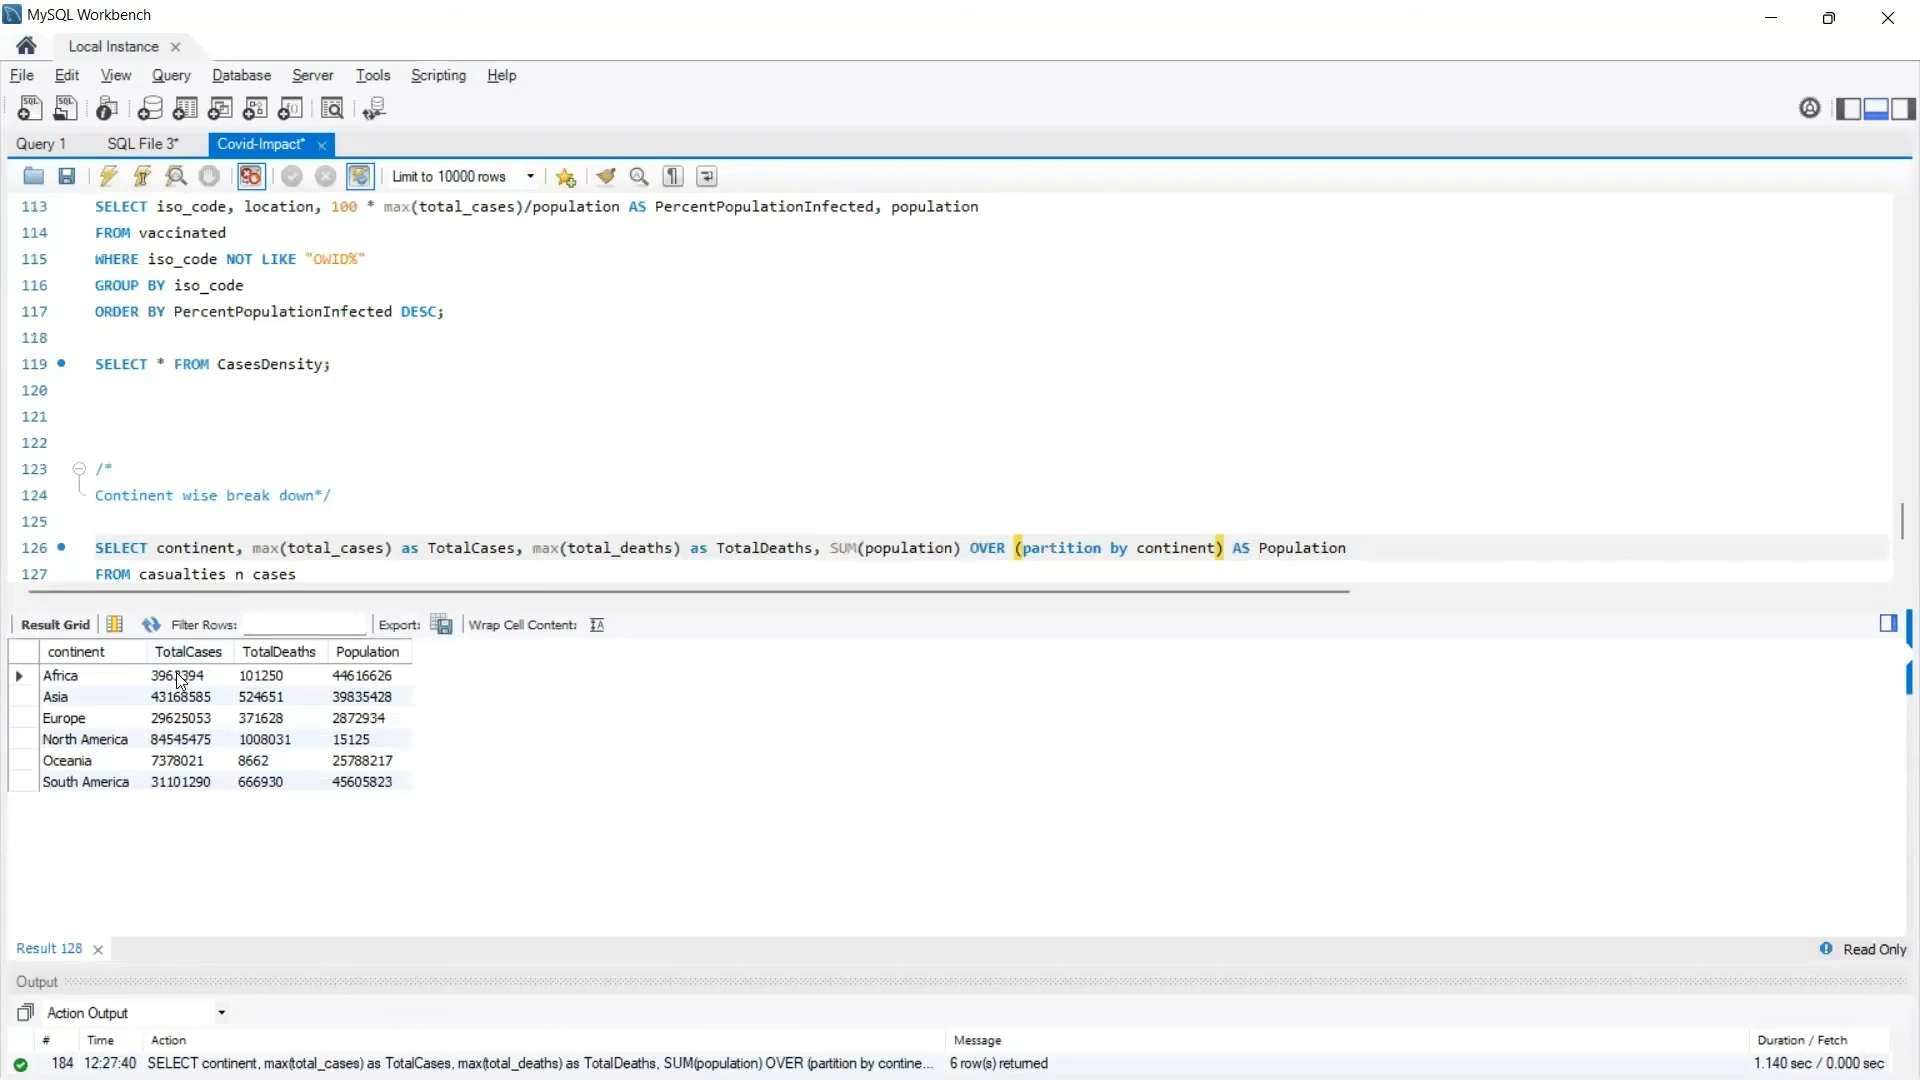 MySQL Workbench
Local Instance
File Edit View Query Database Server Tools Scripting Help
Query 1 SQL File 3* Covid-Impact*
Limit to 10000 rows
113 SELECT iso_code, location, 100 * max(total_cases)/population AS PercentPopulationInfected, population
114 FROM vaccinated
115 WHERE iso_code NOT LIKE "OWID%"
116 GROUP BY iso_code
117 ORDER BY PercentPopulationInfected DESC;
118
119 SELECT * FROM CasesDensity;
120
121
122
123 /*
124 Continent wise break down*/
125
126 SELECT continent, max(total_cases) as TotalCases, max(total_deaths) as TotalDeaths, SUM(population) OVER (partition by continent) AS Population
127 FROM casualties n cases
Result Grid Filter Rows: Export: Wrap Cell Content:
continent TotalCases TotalDeaths Population
Africa 101250 44616626
Asia 43168585 524651 39835428
Europe 29625053 371628 2872934
North America 84545475 1008031 15125
Oceania 7378021 8662 25788217
South America 31101290 666930 45605823
Result 128 Read Only
Output
Action Output
# Time Action Message Duration / Fetch
184 12:27:40 SELECT continent, max(total_cases) as TotalCases, max(total_deaths) as TotalDeaths, SUM(population) OVER (partition by contine... 6 row(s) returned 1.140 sec / 0.000 sec